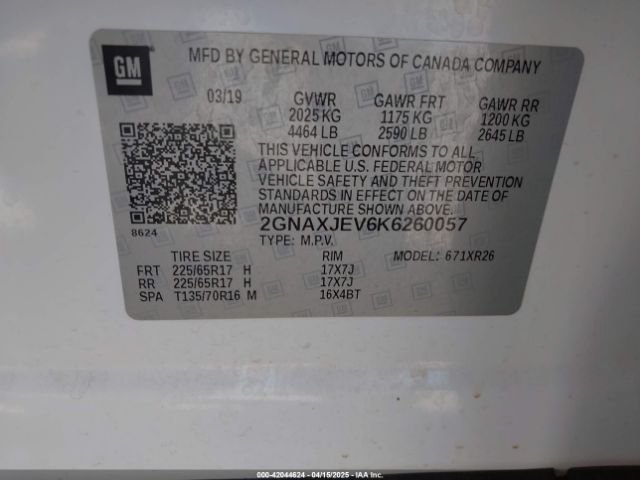 GM
MFD BY GENERAL MOTORS OF CANADA COMPANY
03/19 GVWR GAWR FRT GAWR RR
2025 KG 1175 KG 1200 KG
4464 LB 2590 LB 2645 LB
THIS VEHICLE CONFORMS TO ALL
APPLICABLE U.S. FEDERAL MOTOR
VEHICLE SAFETY AND THEFT PREVENTION
STANDARDS IN EFFECT ON THE DATE OF
MANUFACTURE SHOWN ABOVE.
8624 2GNAXJEV6K6260057
TYPE: M.P.V.
TIRE SIZE RIM MODEL: 671XR26
FRT 225/65R17 H 17X7J
RR 225/65R17 H 17X7J
SPA T135/70R16 M 16X4BT
000-42044624 - 04/15/2025 - IAA Corp.